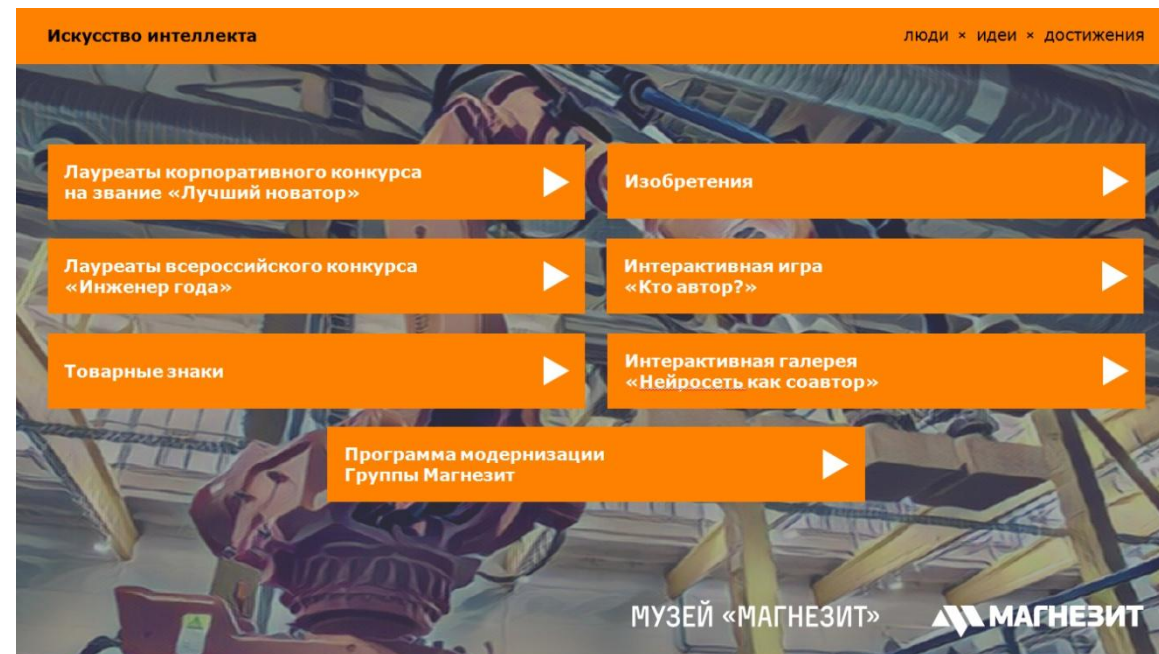 Искусство интеллекта
люди × идеи × достижения
Лауреаты корпоративного конкурса
на звание «Лучший новатор»
Изобретения
Лауреаты всероссийского конкурса
«Инженер года»
Интерактивная игра
«Кто автор?»
Товарные знаки
Интерактивная галерея
«Нейросеть как соавтор»
Программа модернизации
Группы Магнезит
МУЗЕЙ «МАГНЕЗИТ»
МАГНЕЗИТ